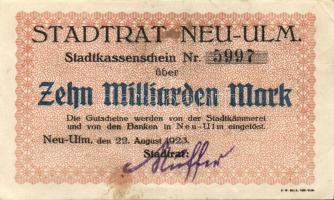 STADTRAT NEU-ULM.
Stadtkassenschein Nr. 5997
über
Zehn Milliarden Mark
Die Gutscheine werden von der Stadtkämmerei
und von den Banken in Neu-Ulm eingelöst.
Neu-Ulm, den 22. August 1923.
Stadtrat: